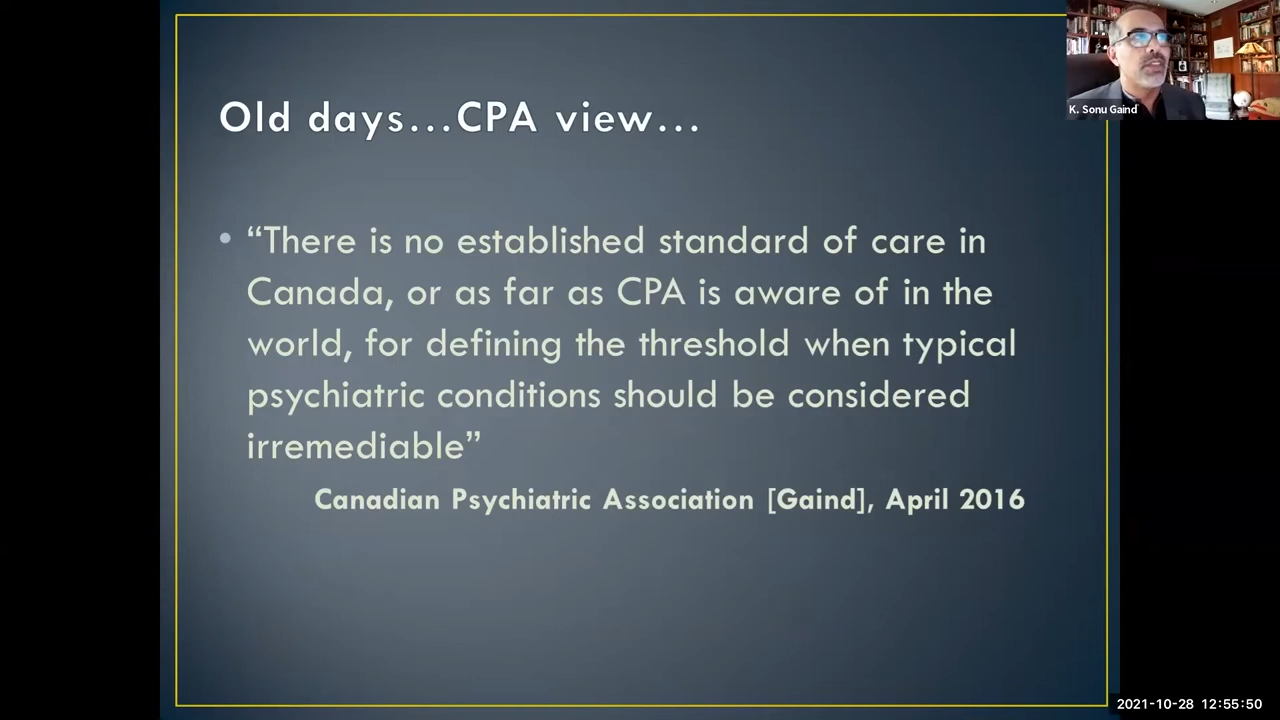 K. Sonu Gaind
Old days...CPA view...
• “There is no established standard of care in
Canada, or as far as CPA is aware of in the
world, for defining the threshold when typical
psychiatric conditions should be considered
irremediable”
Canadian Psychiatric Association [Gaind], April 2016
2021-10-28 12:55:50